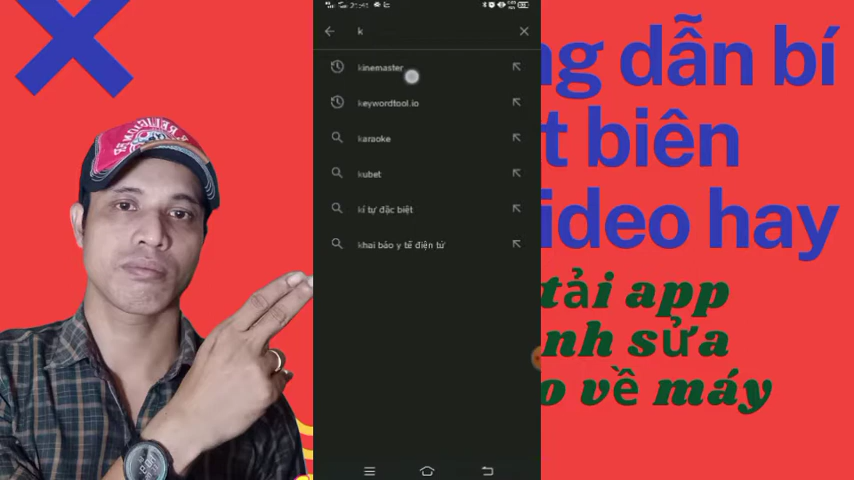 k
kinemaster
keywordtool.io
karaoke
kubet
kí tự đặc biệt
khai báo y tế điện tử
ng dẫn bí
t biên
ideo hay
tải app
nh sửa
o về máy